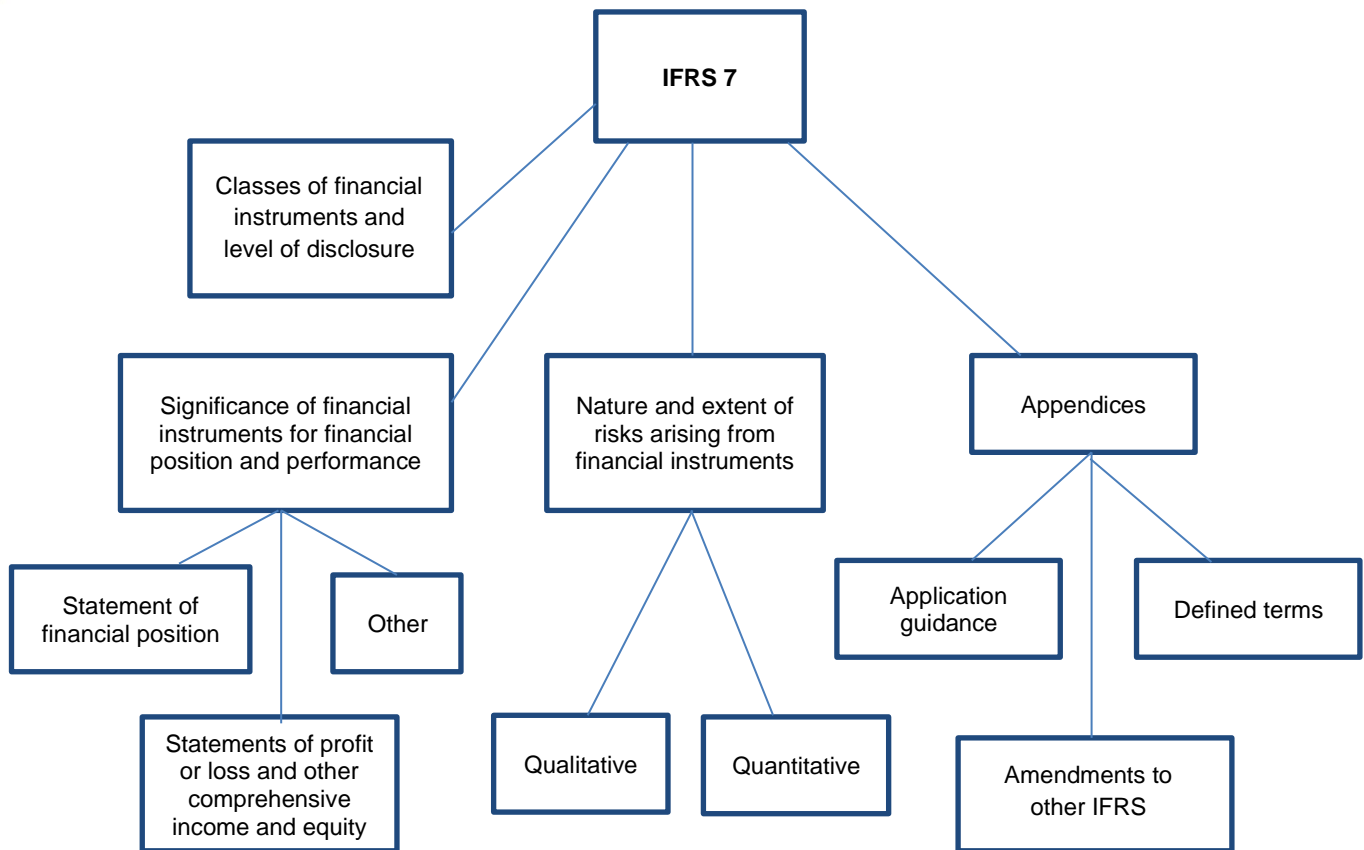 IFRS 7
Classes of financial
instruments and
level of disclosure
Significance of financial
instruments for financial
position and performance
Nature and extent of
risks arising from
financial instruments
Appendices
Statement of
financial position
Other
Application
guidance
Defined terms
Statements of profit
or loss and other
comprehensive
income and equity
Qualitative
Quantitative
Amendments to
other IFRS